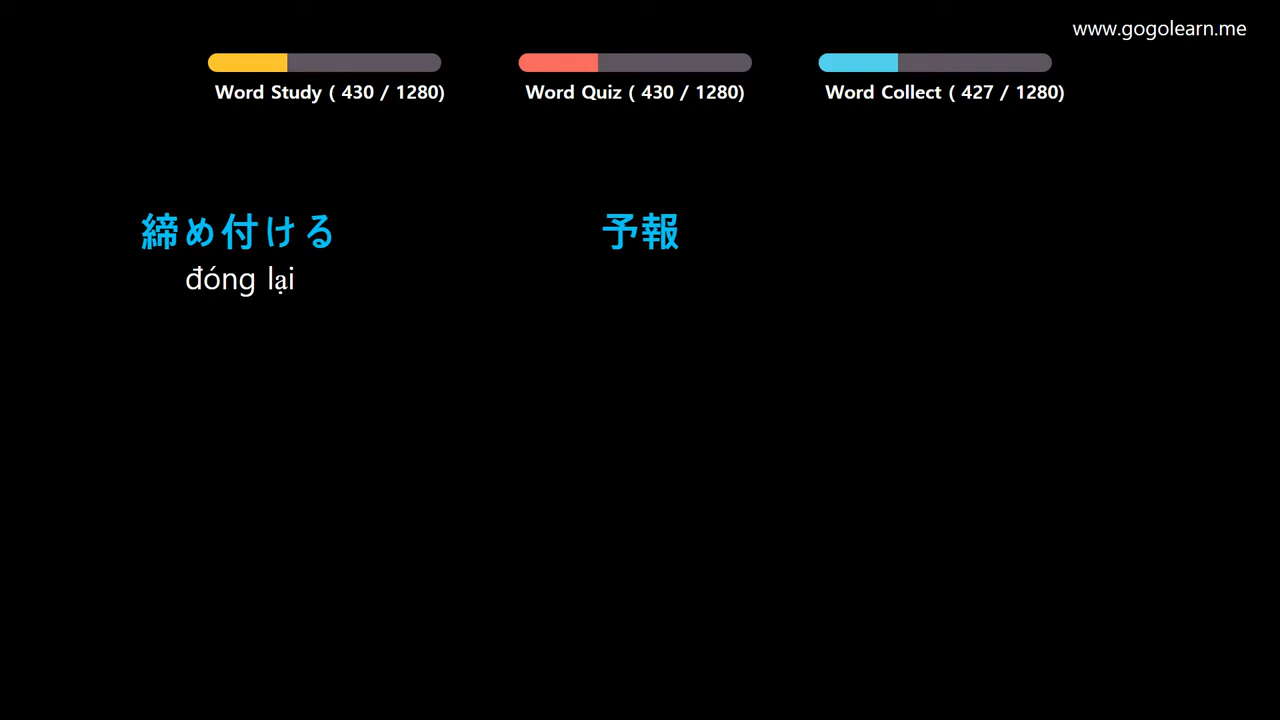 www.gogolearn.me
Word Study ( 430 / 1280)
Word Quiz ( 430 / 1280)
Word Collect ( 427 / 1280)
締め付ける
đóng lại
予報